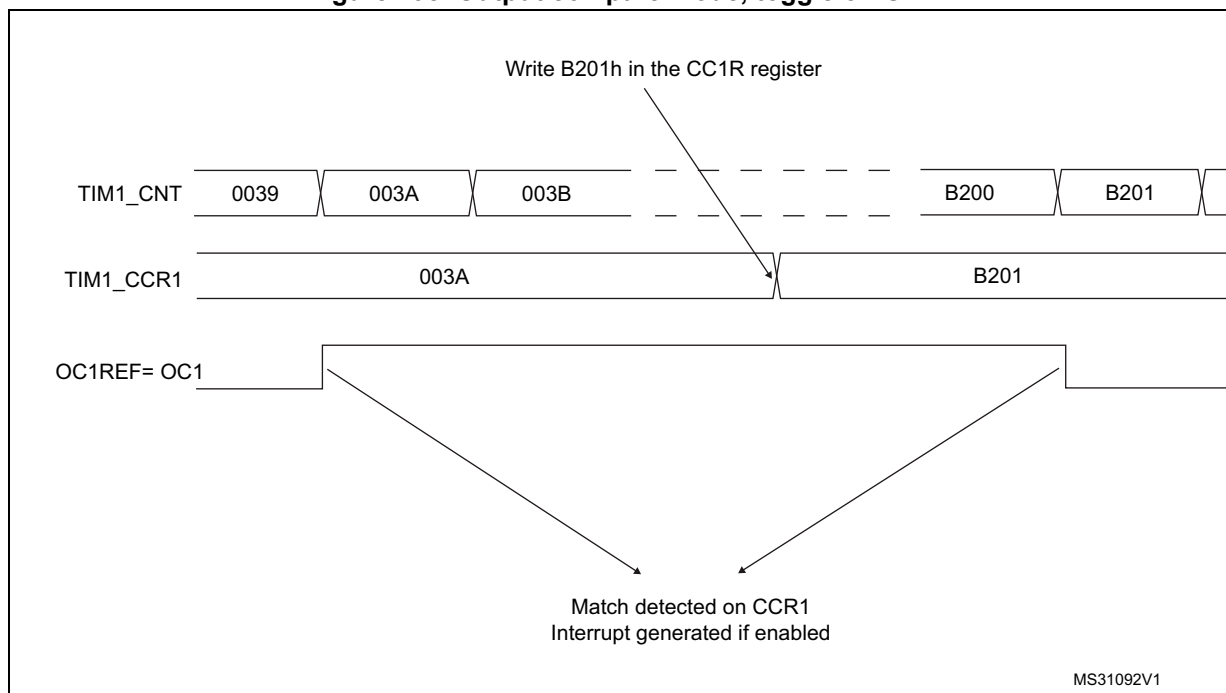 Write B201h in the CC1R register
TIM1_CNT 0039 003A 003B B200 B201
TIM1_CCR1 003A B201
OC1REF= OC1
Match detected on CCR1
Interrupt generated if enabled
MS31092V1